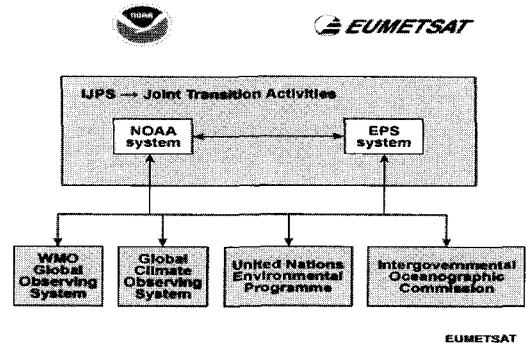 NOAA
EUMETSAT
IJPS → Joint Transition Activities
NOAA
system
EPS
system
WMO
Global
Observing
System
Global
Climate
Observing
System
United Nations
Environmental
Programme
Intergovernmental
Oceanographic
Commission
EUMETSAT